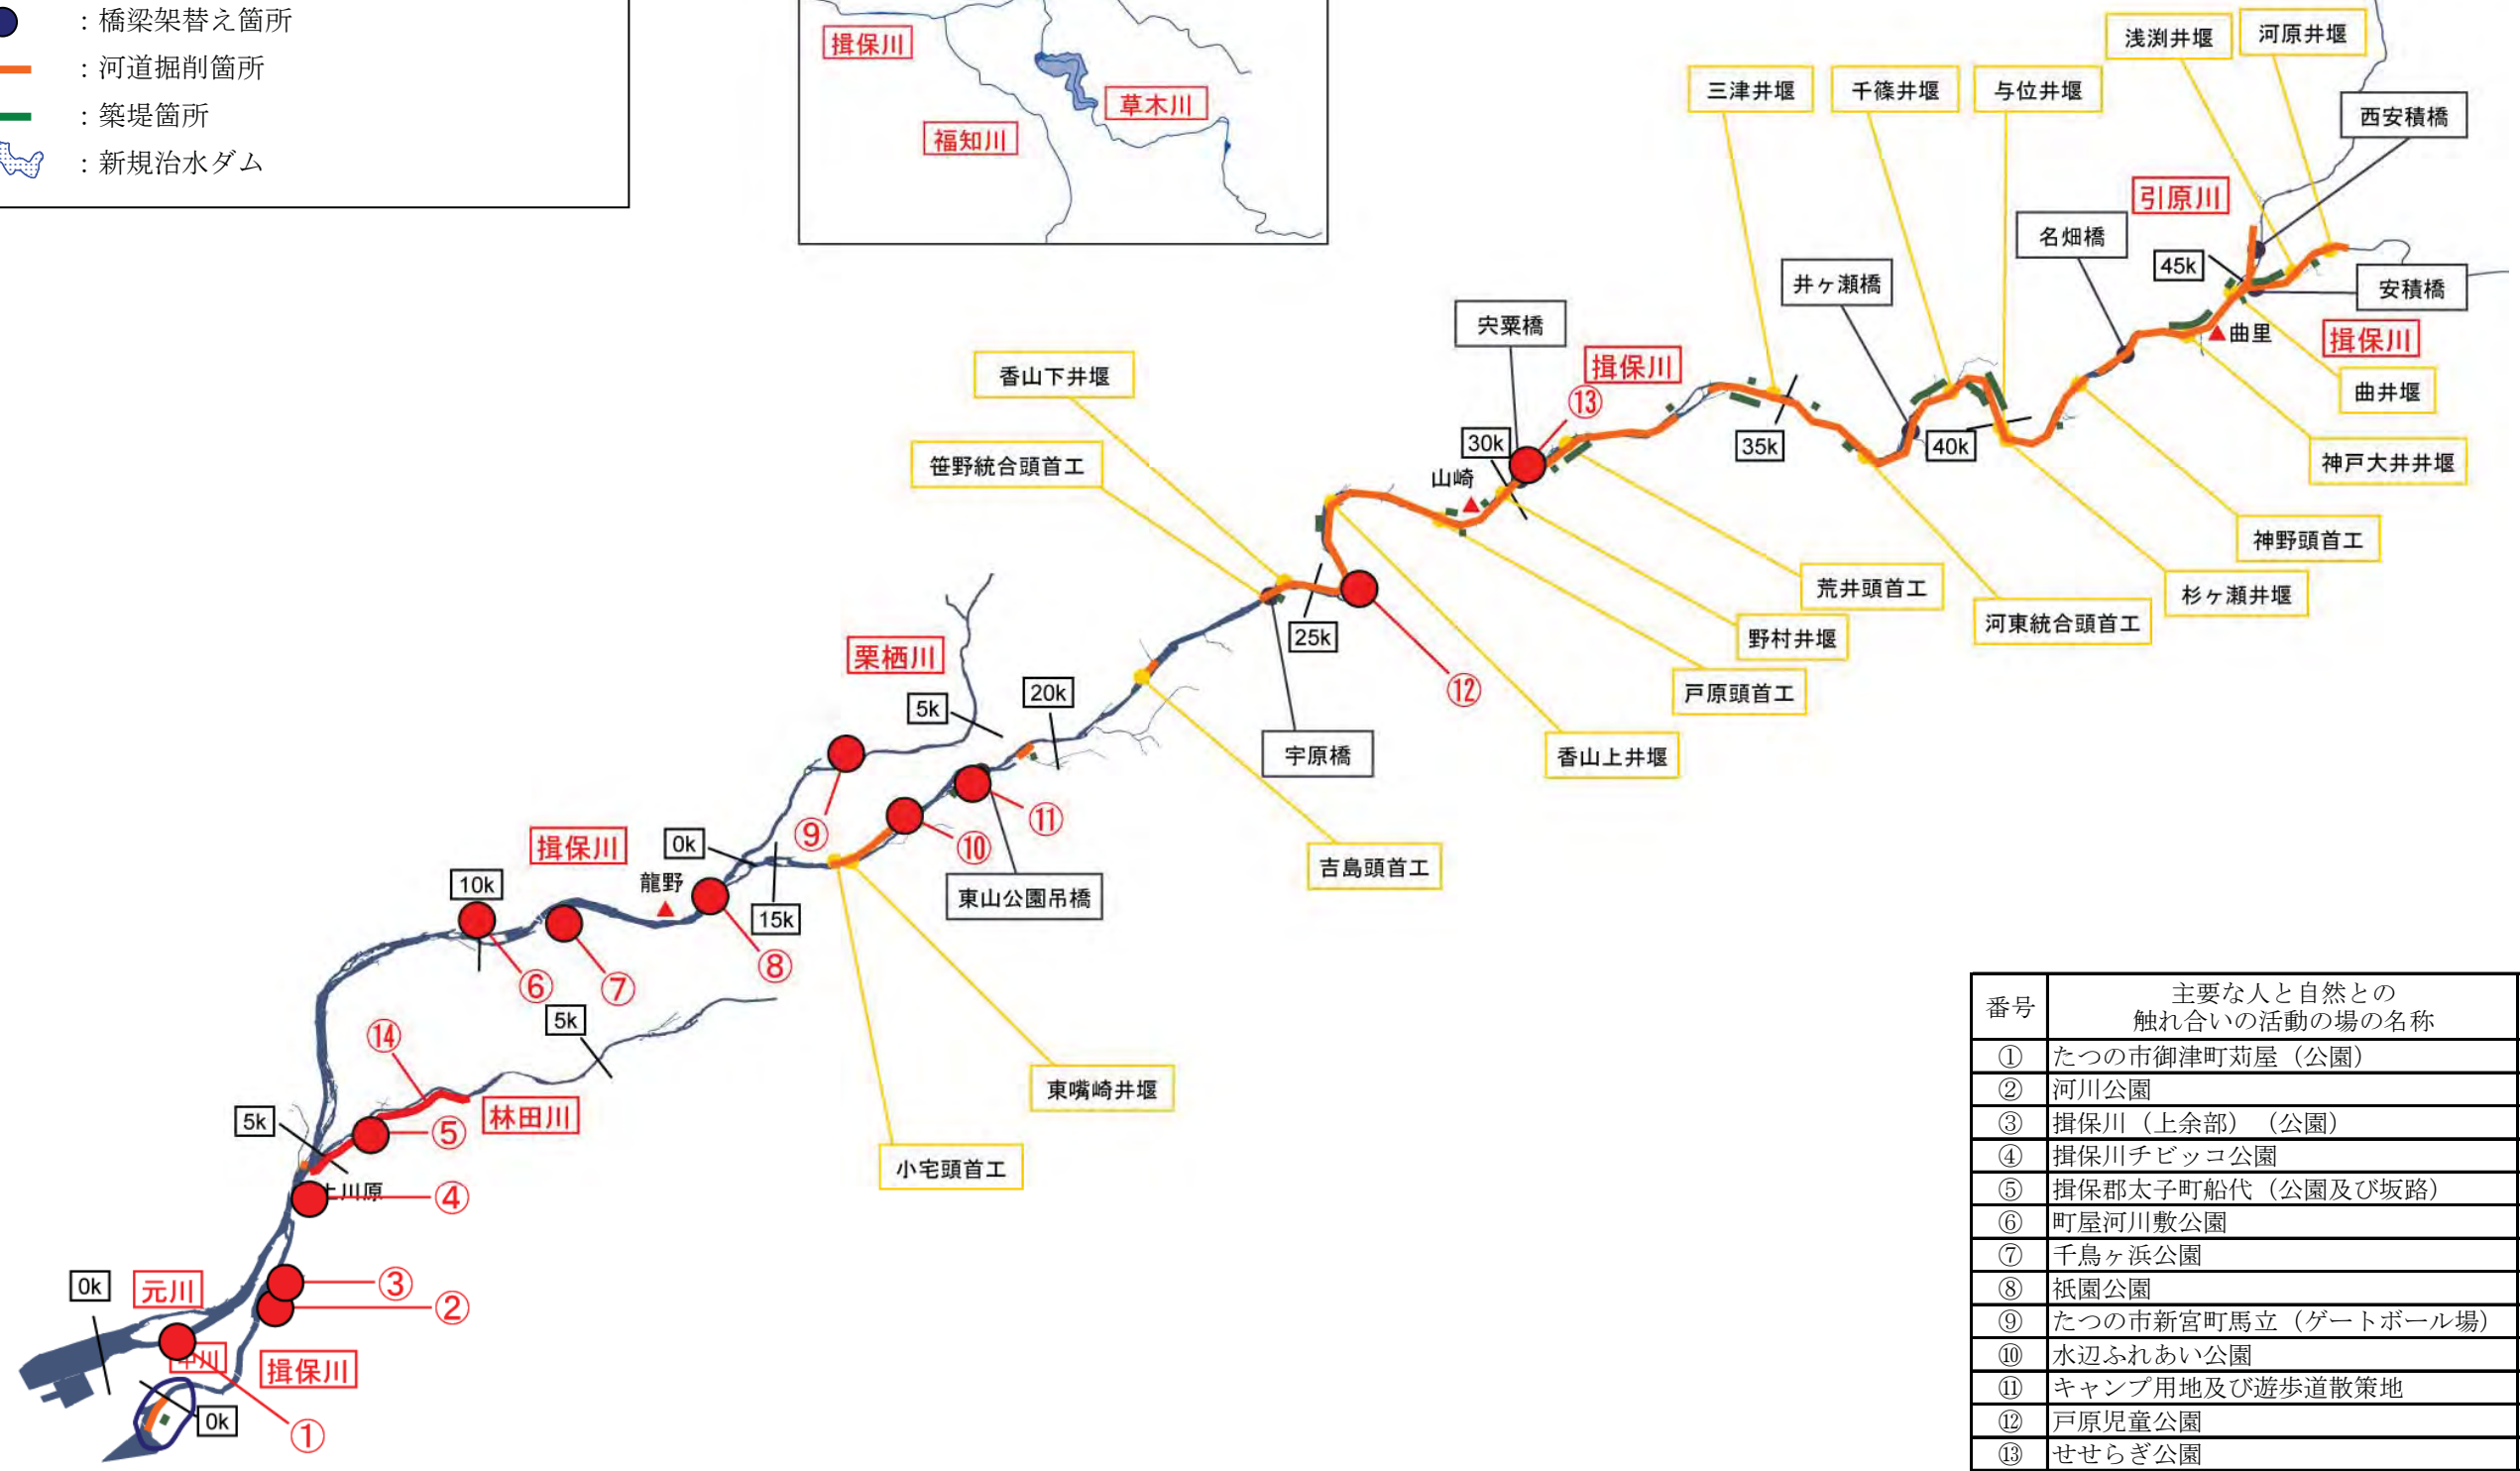 ：橋梁架替え箇所
：河道掘削箇所
：築堤箇所
：新規治水ダム
揖保川
草木川
福知川
浅渕井堰
河原井堰
三津井堰
千篠井堰
与位井堰
西安積橋
引原川
名畑橋
45k
安積橋
井ヶ瀬橋
宍粟橋
曲里
揖保川
揖保川
香山下井堰
⑬
曲井堰
30k
35k
40k
笹野統合頭首工
山崎
神戸大井井堰
神野頭首工
荒井頭首工
杉ヶ瀬井堰
25k
野村井堰
河東統合頭首工
栗栖川
⑫
戸原頭首工
20k
5k
宇原橋
香山上井堰
⑨
⑪
⑩
揖保川
0k
吉島頭首工
10k
龍野
15k
東山公園吊橋
⑧
⑥
⑦
5k
⑭
東嘴崎井堰
林田川
5k
⑤
小宅頭首工
上川原
④
0k
元川
③
②
中川
揖保川
0k
①
番号
主要な人と自然との
触れ合いの活動の場の名称
① たつの市御津町苅屋（公園）
② 河川公園
③ 揖保川（上余部）（公園）
④ 揖保川チビッコ公園
⑤ 揖保郡太子町船代（公園及び坂路）
⑥ 町屋河川敷公園
⑦ 千鳥ヶ浜公園
⑧ 祇園公園
⑨ たつの市新宮町馬立（ゲートボール場）
⑩ 水辺ふれあい公園
⑪ キャンプ用地及び遊歩道散策地
⑫ 戸原児童公園
⑬ せせらぎ公園